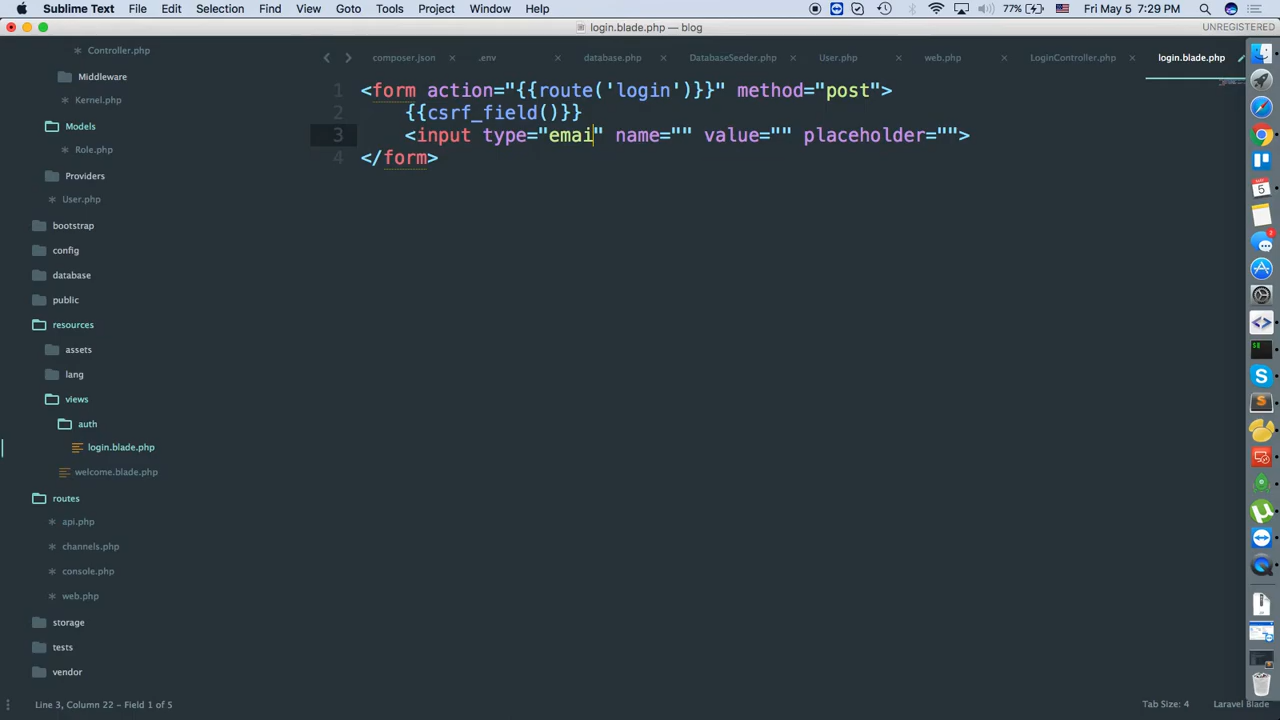 Sublime Text File Edit Selection Find View Goto Tools Project Window Help 77% Fri May 5 7:29 PM
login.blade.php — blog UNREGISTERED
composer.json .env database.php DatabaseSeeder.php User.php web.php LoginController.php login.blade.php
Controller.php
Middleware
Kernel.php
Models
Role.php
Providers
User.php
bootstrap
config
database
public
resources
assets
lang
views
auth
login.blade.php
welcome.blade.php
routes
api.php
channels.php
console.php
web.php
storage
tests
vendor
1 <form action="{{route('login')}}" method="post">
2 {{csrf_field()}}
3 <input type="emai" name="" value="" placeholder="">
4 </form>
Line 3, Column 22 - Field 1 of 5 Tab Size: 4 Laravel Blade